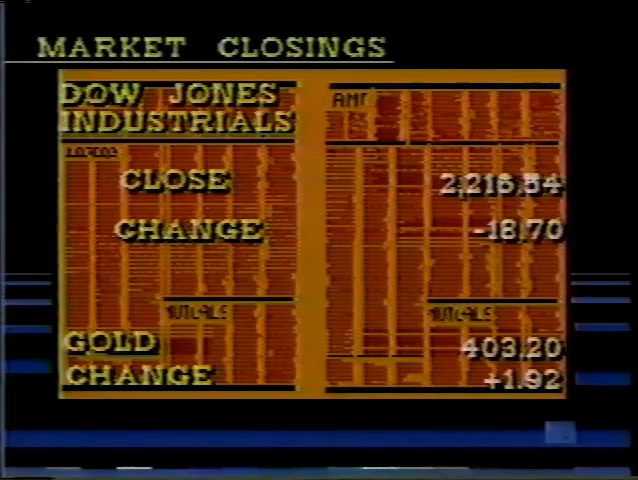 MARKET CLOSINGS
DOW JONES
INDUSTRIALS
CLOSE 2,216.54
CHANGE -18.70
GOLD 403.20
CHANGE +1.92